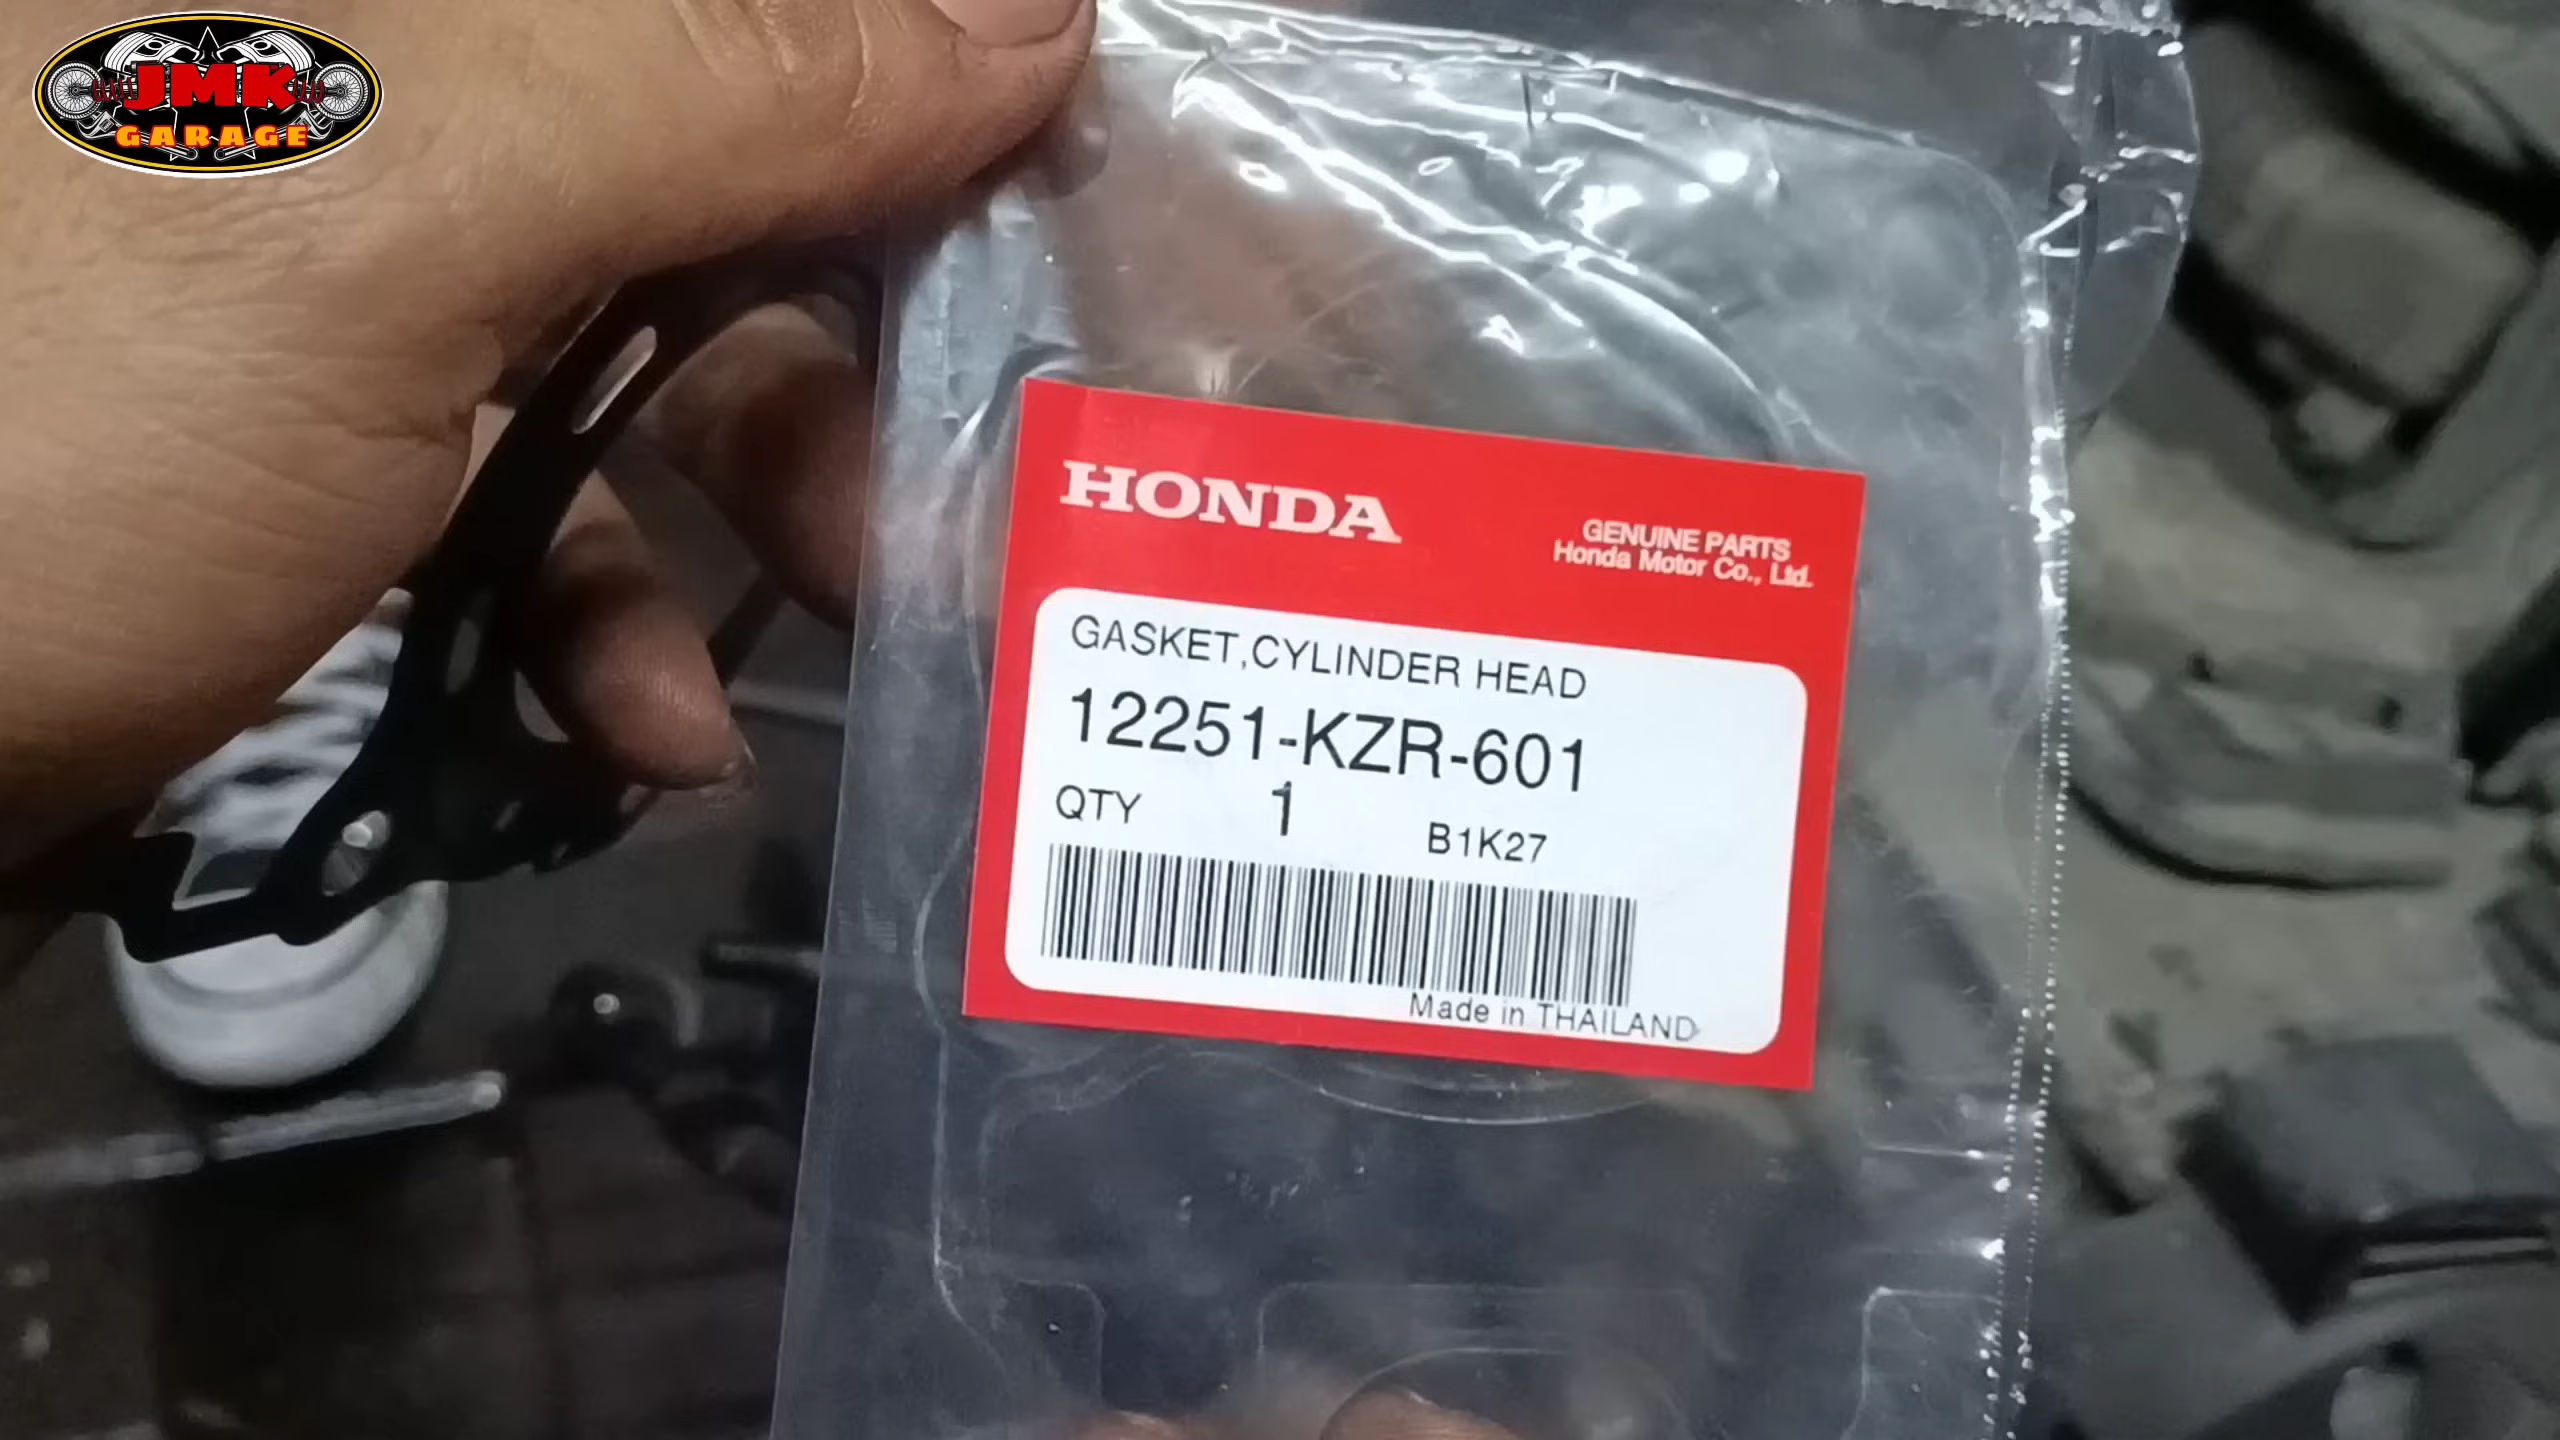 JMK
GARAGE
HONDA
GENUINE PARTS
Honda Motor Co., Ltd.
GASKET,CYLINDER HEAD
12251-KZR-601
QTY 1 B1K27
Made in THAILAND